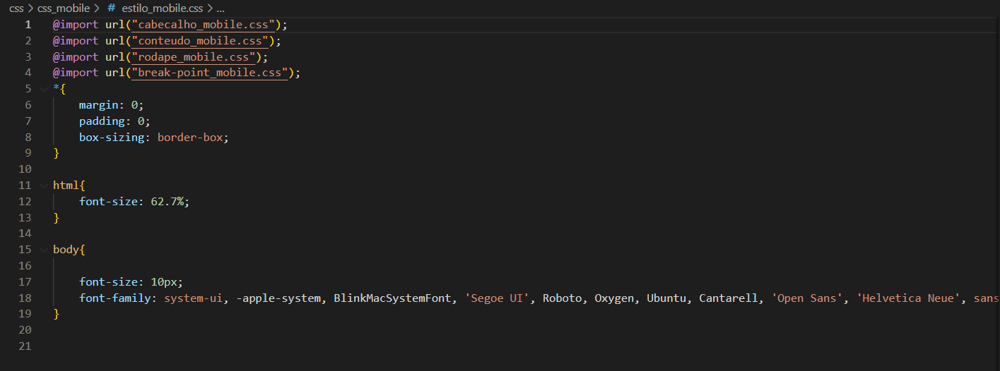 css > css_mobile > # estilo_mobile.css > ...
1 @import url("cabecalho_mobile.css");
2 @import url("conteudo_mobile.css");
3 @import url("rodape_mobile.css");
4 @import url("break-point_mobile.css");
5 *{
6 margin: 0;
7 padding: 0;
8 box-sizing: border-box;
9 }
10
11 html{
12 font-size: 62.7%;
13 }
14
15 body{
16
17 font-size: 10px;
18 font-family: system-ui, -apple-system, BlinkMacSystemFont, 'Segoe UI', Roboto, Oxygen, Ubuntu, Cantarell, 'Open Sans', 'Helvetica Neue', sans
19 }
20
21